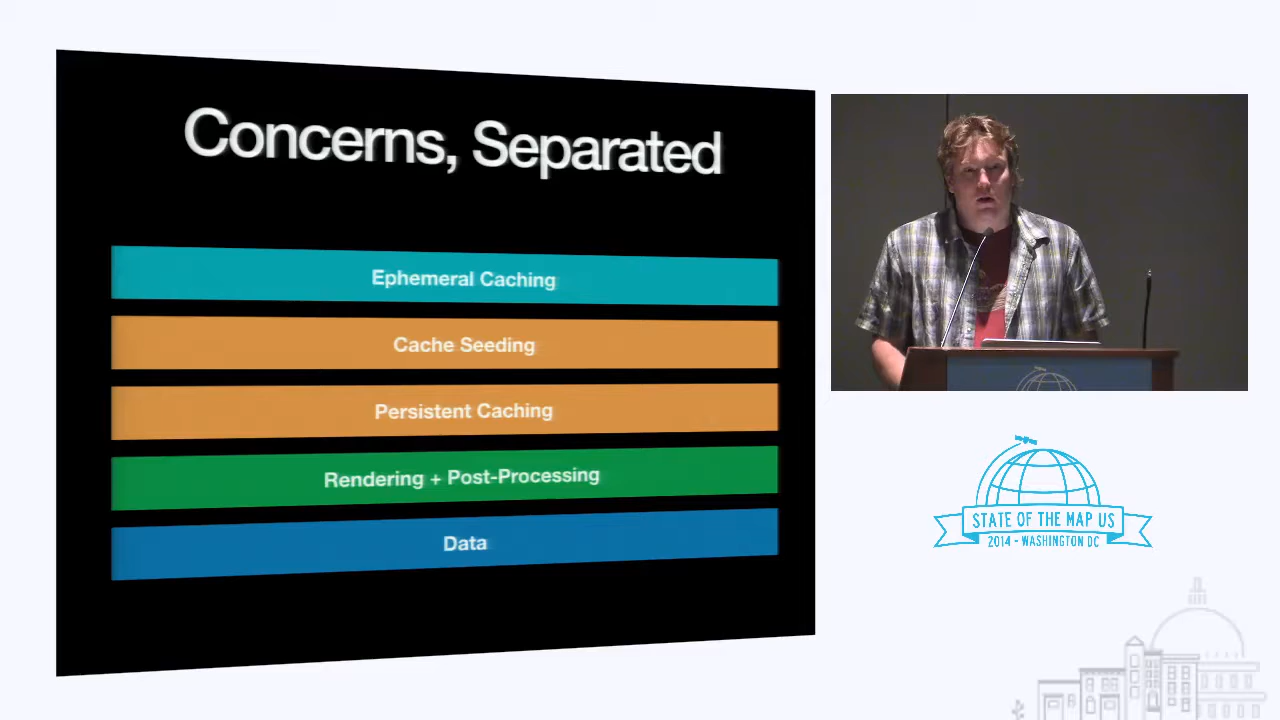 Concerns, Separated
Ephemeral Caching
Cache Seeding
Persistent Caching
Rendering + Post-Processing
Data
STATE OF THE MAP US
2014 - WASHINGTON DC